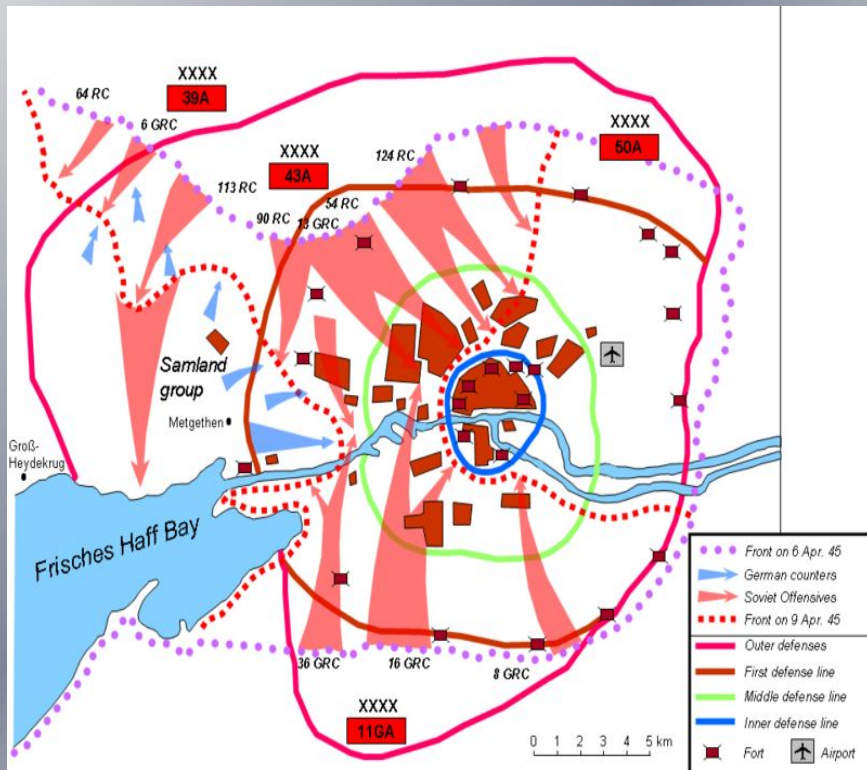 XXXX
39A
64 RC
6 GRC
XXXX
43A
XXXX
50A
124 RC
113 RC
54 RC
90 RC
13 GRC
Samland
group
Metgethen
Groß-
Heydekrug
Frisches Haff Bay
36 GRC
16 GRC
8 GRC
XXXX
11GA
0 1 2 3 4 5 km
Front on 6 Apr. 45
German counters
Soviet Offensives
Front on 9 Apr. 45
Outer defenses
First defense line
Middle defense line
Inner defense line
Fort
Airport